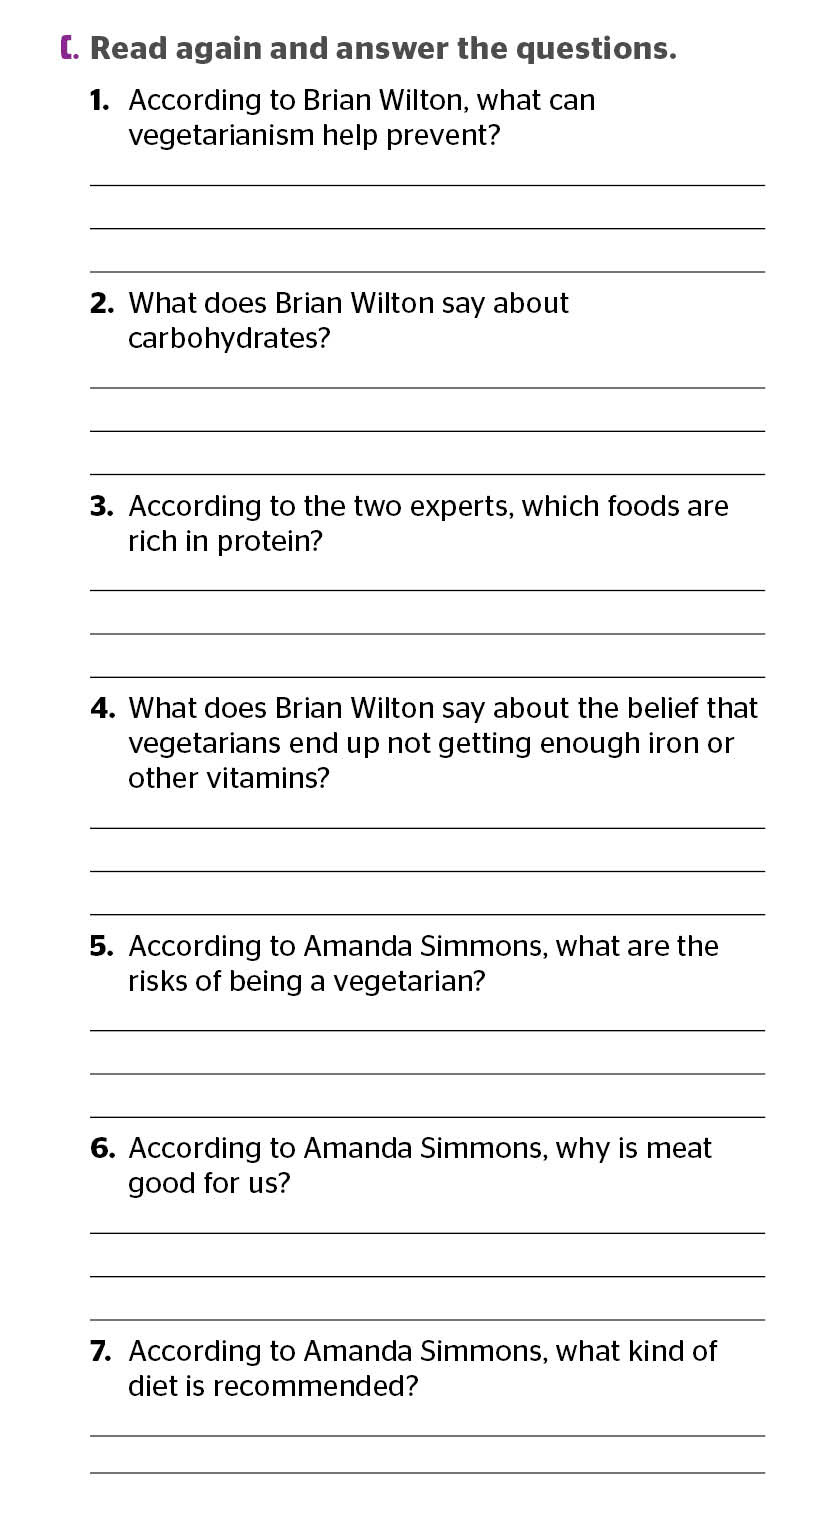 C. Read again and answer the questions.
1. According to Brian Wilton, what can
vegetarianism help prevent?
2. What does Brian Wilton say about
carbohydrates?
3. According to the two experts, which foods are
rich in protein?
4. What does Brian Wilton say about the belief that
vegetarians end up not getting enough iron or
other vitamins?
5. According to Amanda Simmons, what are the
risks of being a vegetarian?
6. According to Amanda Simmons, why is meat
good for us?
7. According to Amanda Simmons, what kind of
diet is recommended?